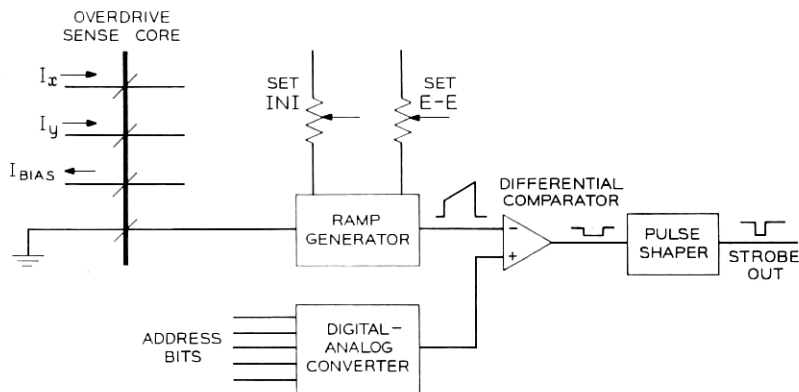 OVERDRIVE
SENSE CORE
Ix
Iy
IBIAS
SET
INI
SET
E-E
RAMP
GENERATOR
DIFFERENTIAL
COMPARATOR
-
+
PULSE
SHAPER
STROBE
OUT
ADDRESS
BITS
DIGITAL-
ANALOG
CONVERTER